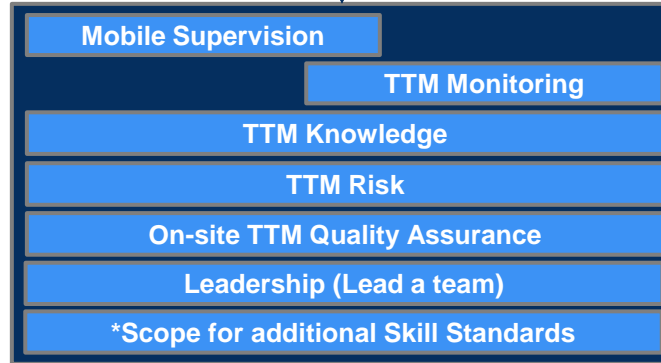 Mobile Supervision
TTM Monitoring
TTM Knowledge
TTM Risk
On-site TTM Quality Assurance
Leadership (Lead a team)
*Scope for additional Skill Standards